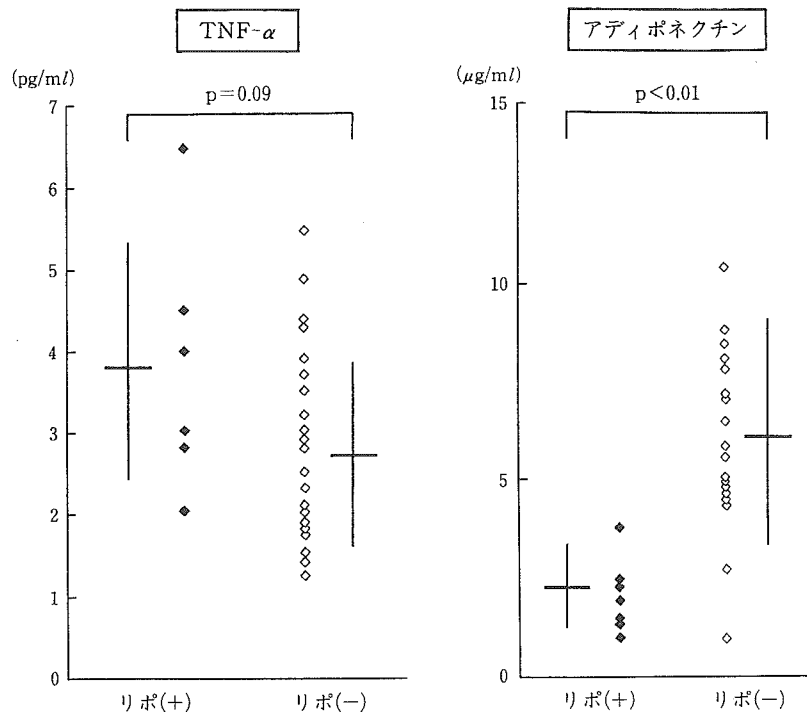 TNF-α
(pg/ml)
p=0.09
7
6
5
4
3
2
1
0
リポ(+)
リポ(-)
アディポネクチン
(μg/ml)
p<0.01
15
10
5
0
リポ(+)
リポ(-)